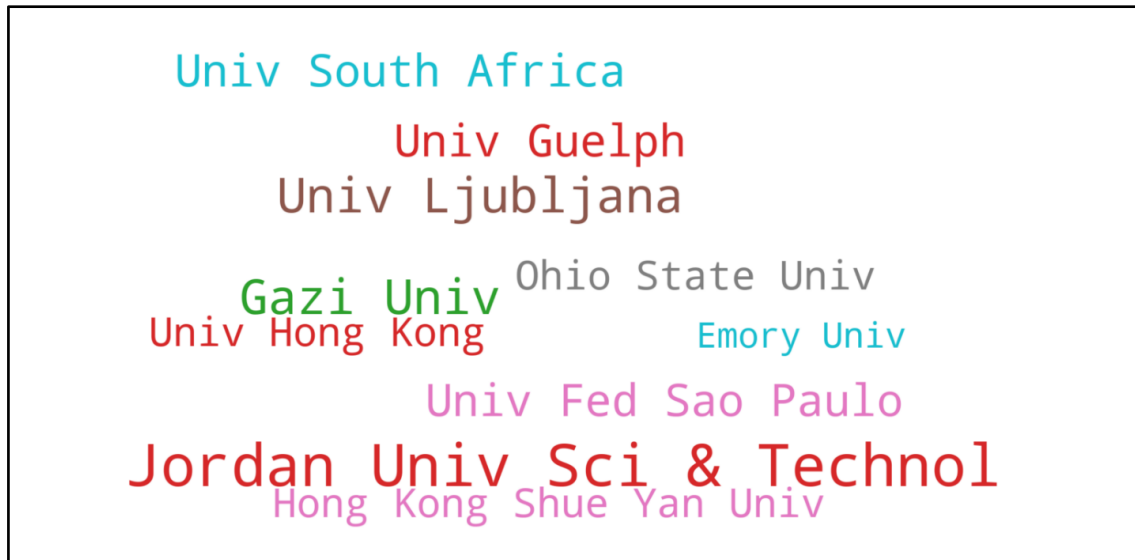 Univ South Africa
Univ Guelph
Univ Ljubljana
Ohio State Univ
Gazi Univ
Univ Hong Kong
Emory Univ
Univ Fed Sao Paulo
Jordan Univ Sci & Technol
Hong Kong Shue Yan Univ